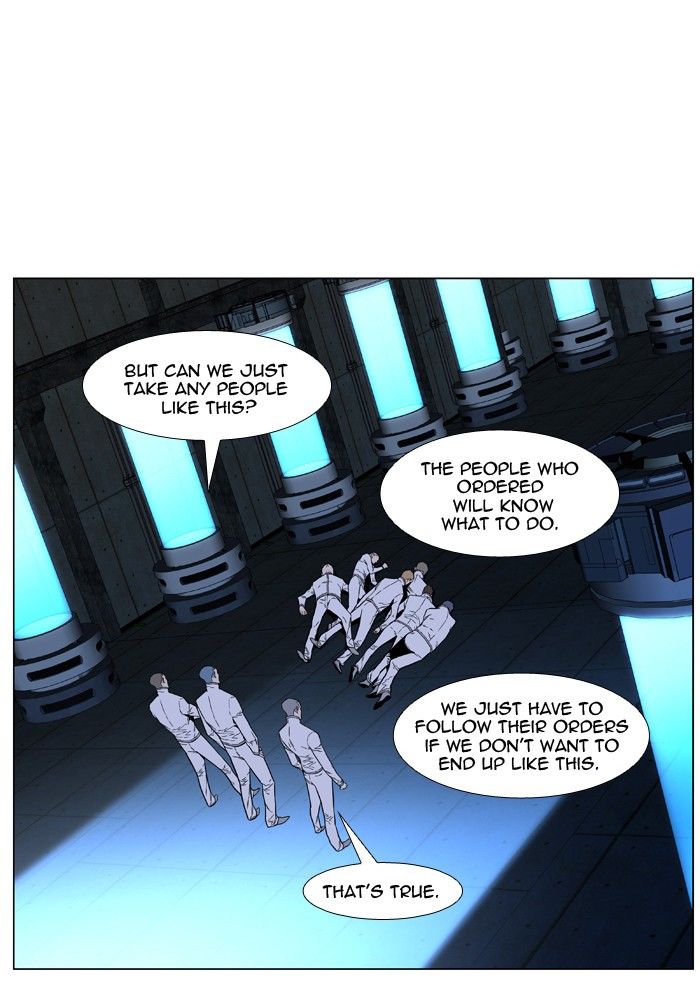 BUT CAN WE JUST
TAKE ANY PEOPLE
LIKE THIS?
THE PEOPLE WHO
ORDERED
WILL KNOW
WHAT TO DO.
WE JUST HAVE TO
FOLLOW THEIR ORDERS
IF WE DON'T WANT TO
END UP LIKE THIS.
THAT'S TRUE.